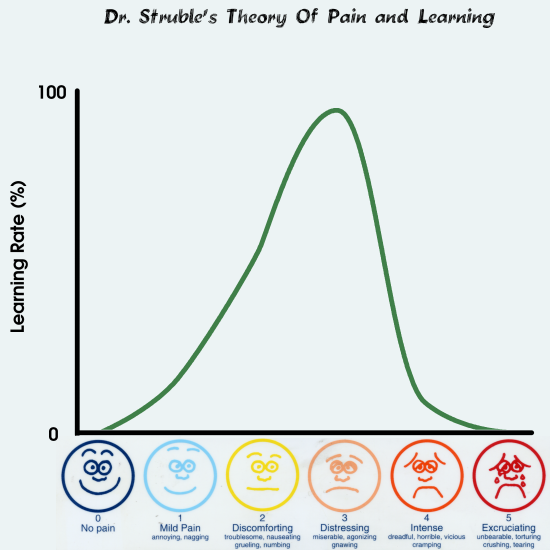 Dr. Struble's Theory Of Pain and Learning
100
Learning Rate (%)
0
0
No pain
1
Mild Pain
annoying, nagging
2
Discomforting
troublesome, nauseating
grueling, numbing
3
Distressing
miserable, agonizing
gnawing
4
Intense
dreadful, horrible, vicious
cramping
5
Excruciating
unbearable, torturing
crushing, tearing